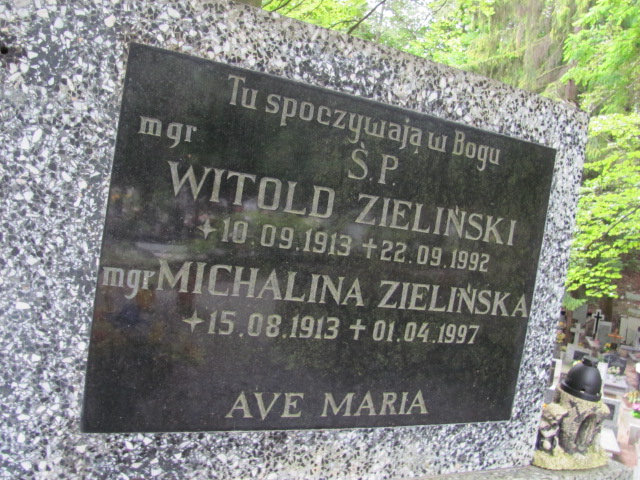 Tu spoczywają w Bogu
Ś.P.
mgr WITOLD ZIELIŃSKI
10.09.1913 + 22.09.1992
mgr MICHALINA ZIELIŃSKA
15.08.1913 + 01.04.1997
AVE MARIA